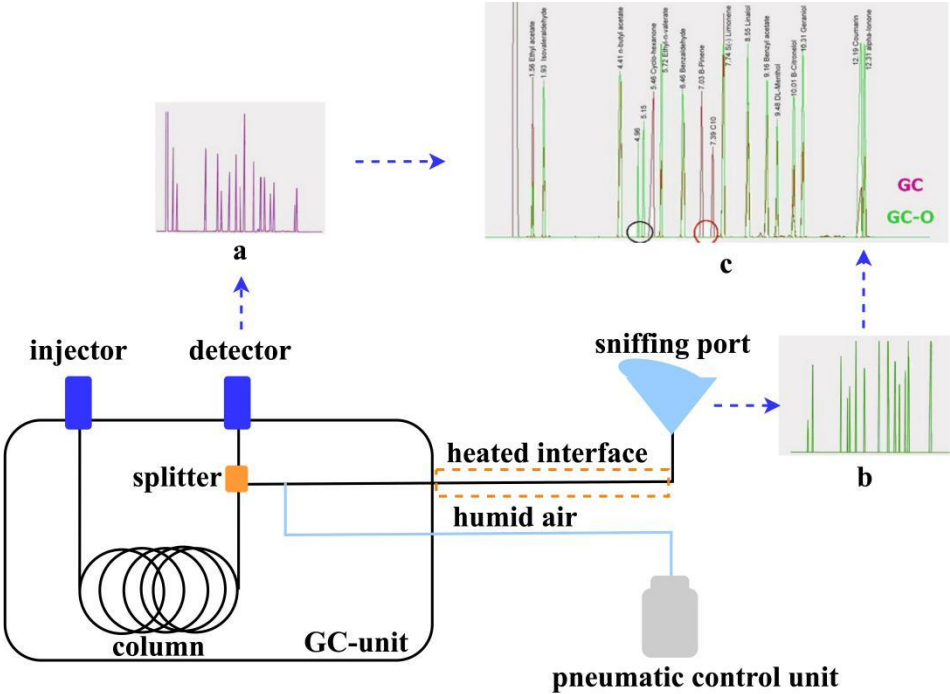 1.56 Ethyl acetate
1.93 Isovaleraldehyde
4.41 n-butyl acetate
4.96
5.15
5.46 Cyclo-hexanone
5.72 Ethyl-n-valerate
6.46 Benzaldehyde
7.03 B-Pinene
7.39 C10
7.74 S(-) Limonene
8.55 Linalol
9.16 Benzyl acetate
9.48 DL-Menthol
10.01 B-Citronelol
10.31 Geraniol
12.19 Coumarin
12.31 alpha-Ionone
GC
GC-O
a
c
injector
detector
sniffing port
heated interface
splitter
b
humid air
GC-unit
column
pneumatic control unit